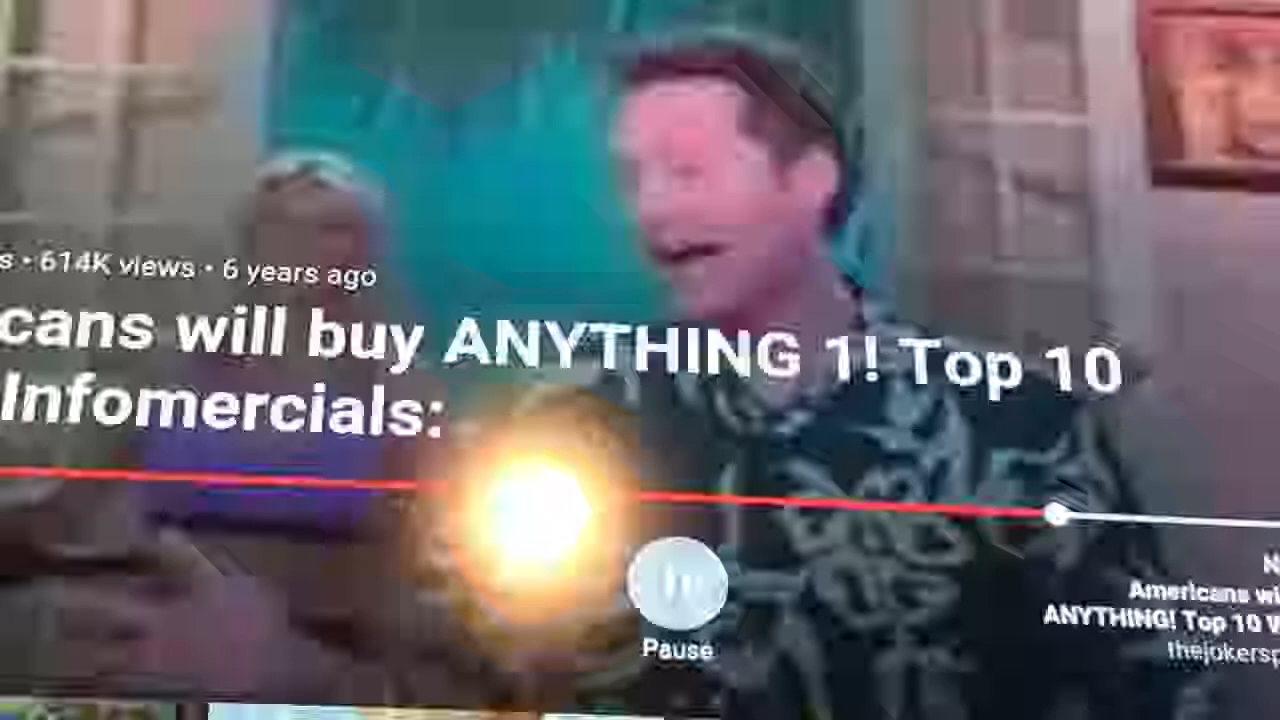 s • 614K views • 6 years ago
cans will buy ANYTHING 1! Top 10
Infomercials:
Pause
N
Americans wi
ANYTHING! Top 10 W
thejokersp